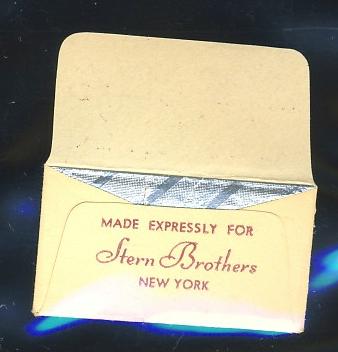 MADE EXPRESSLY FOR
Stern Brothers
NEW YORK